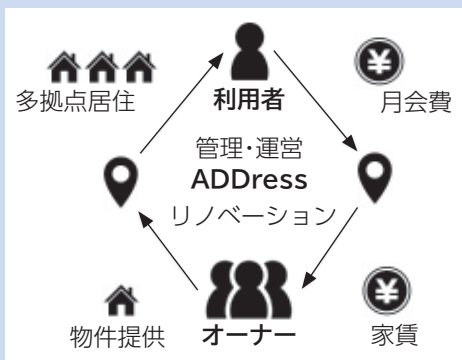 多拠点居住
利用者
月会費
管理・運営
ADDress
リノベーション
物件提供
オーナー
家賃